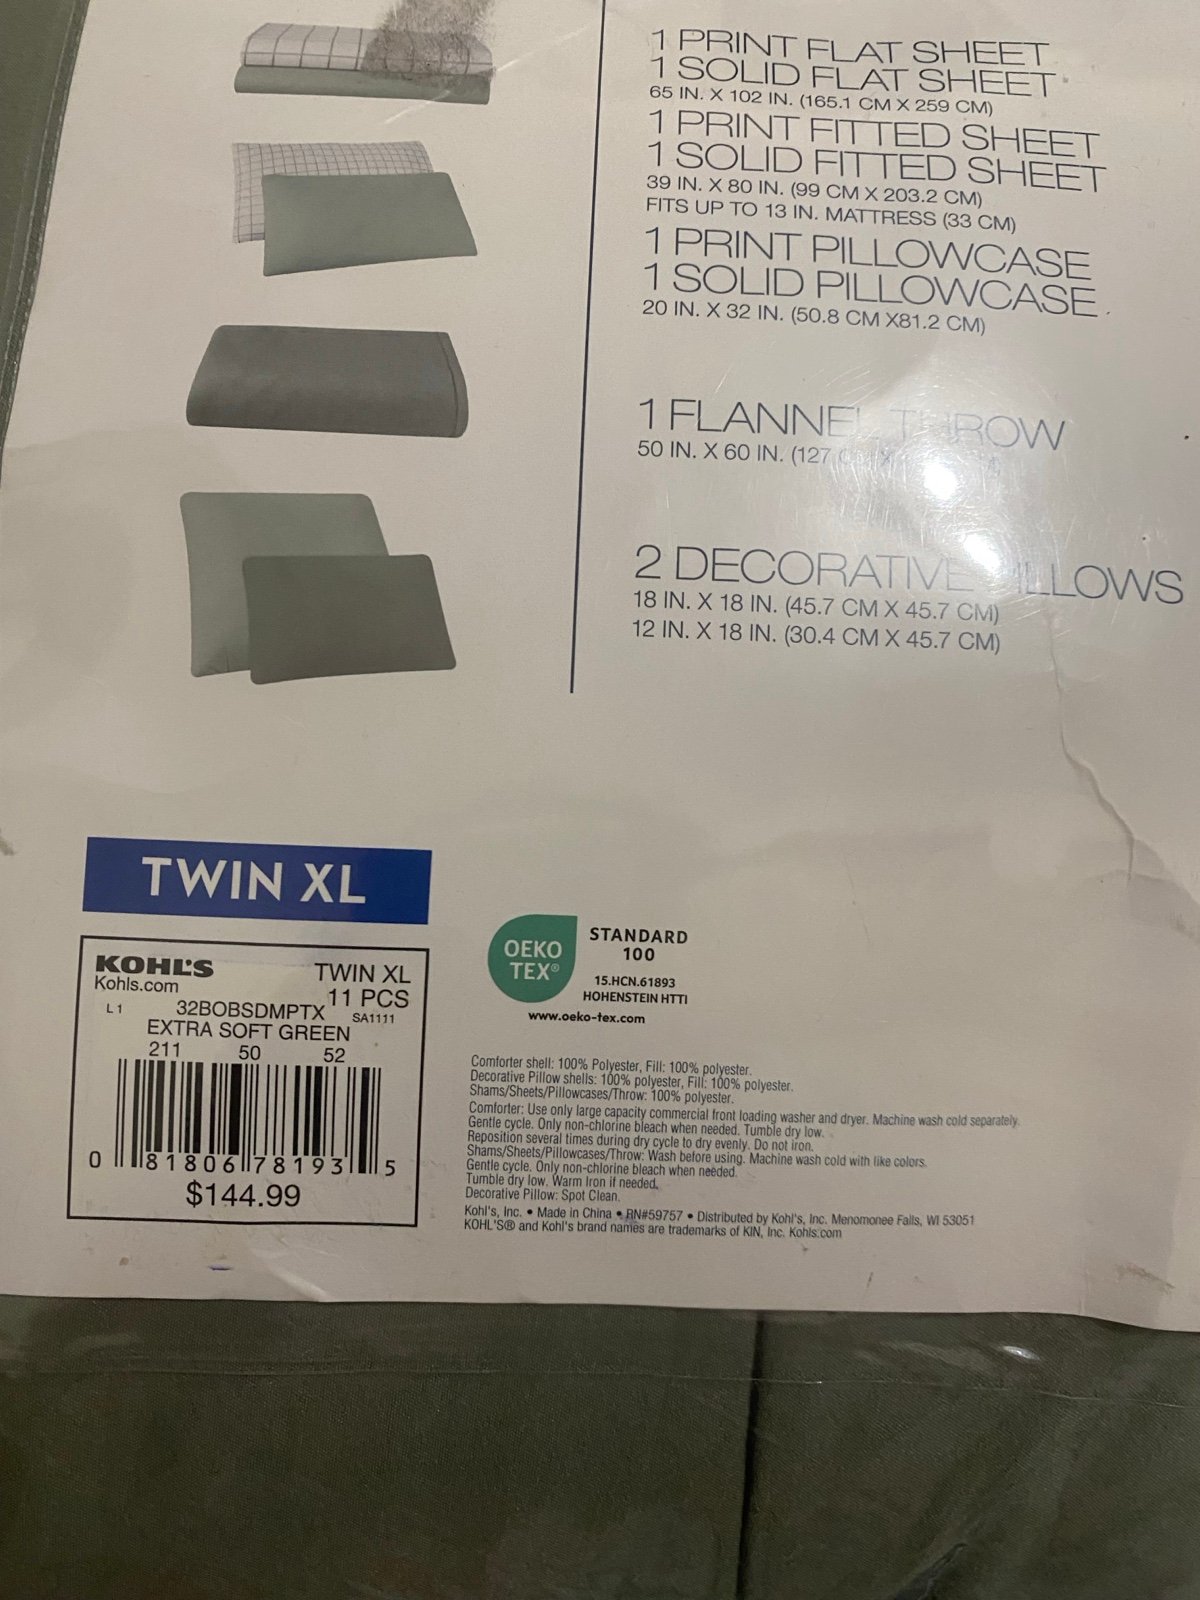 1 PRINT FLAT SHEET
1 SOLID FLAT SHEET
65 IN. X 102 IN. (165.1 CM X 259 CM)
1 PRINT FITTED SHEET
1 SOLID FITTED SHEET
39 IN. X 80 IN. (99 CM X 203.2 CM)
FITS UP TO 13 IN. MATTRESS (33 CM)
1 PRINT PILLOWCASE
1 SOLID PILLOWCASE
20 IN. X 32 IN. (50.8 CM X81.2 CM)
1 FLANNEL THROW
50 IN. X 60 IN. (127
2 DECORATIVE PILLOWS
18 IN. X 18 IN. (45.7 CM X 45.7 CM)
12 IN. X 18 IN. (30.4 CM X 45.7 CM)
TWIN XL
KOHL'S
Kohls.com
TWIN XL
11 PCS
L 1
32BOBSDMPTX
SA1111
EXTRA SOFT GREEN
211 50 52
0 81806 78193 5
$144.99
OEKO
TEX®
STANDARD
100
15.HCN.61893
HOHENSTEIN HTTI
www.oeko-tex.com
Comforter shell: 100% Polyester, Fill: 100% polyester.
Decorative Pillow shells: 100% polyester, Fill: 100% polyester.
Shams/Sheets/Pillowcases/Throw: 100% polyester.
Comforter: Use only large capacity commercial front loading washer and dryer. Machine wash cold separately.
Gentle cycle. Only non-chlorine bleach when needed. Tumble dry low.
Reposition several times during dry cycle to dry evenly. Do not iron.
Shams/Sheets/Pillowcases/Throw: Wash before using. Machine wash cold with like colors.
Gentle cycle. Only non-chlorine bleach when needed.
Tumble dry low. Warm Iron if needed.
Decorative Pillow: Spot Clean.
Kohl's, Inc. • Made in China • RN#59757 • Distributed by Kohl's, Inc. Menomonee Falls, WI 53051
KOHL'S® and Kohl's brand names are trademarks of KIN, Inc. Kohls.com